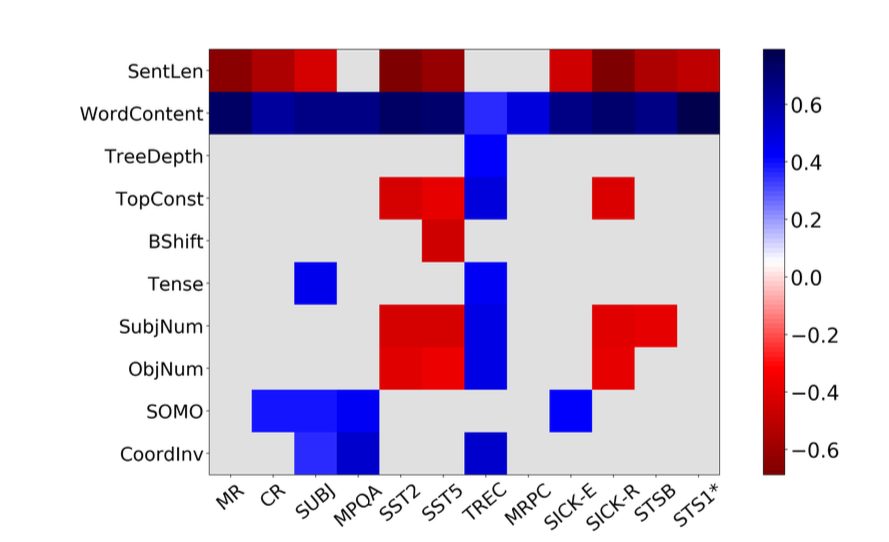 SentLen
WordContent
TreeDepth
TopConst
BShift
Tense
SubjNum
ObjNum
SOMO
CoordInv
MR
CR
SUBJ
MPQA
SST2
SST5
TREC
MRPC
SICK-E
SICK-R
STSB
STS1*
0.6
0.4
0.2
0.0
−0.2
−0.4
−0.6